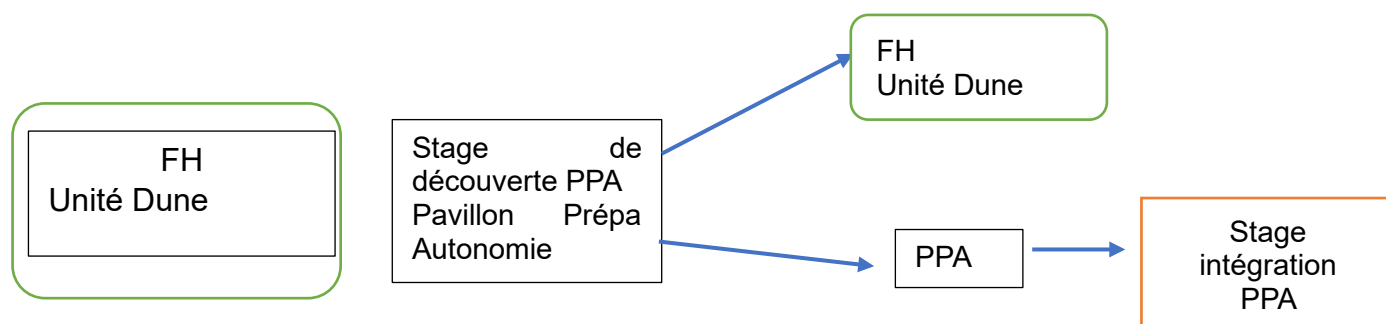 FH
Unité Dune
Stage de
découverte PPA
Pavillon Prépa
Autonomie
FH
Unité Dune
PPA
Stage
intégration
PPA